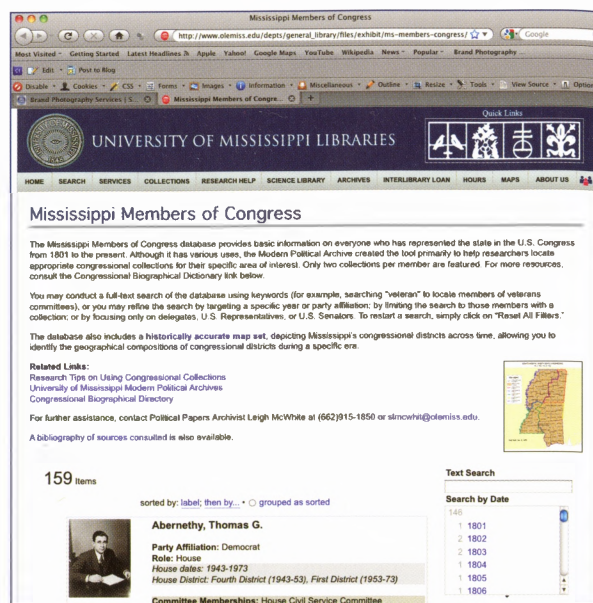 Mississippi Members of Congress
http://www.olemiss.edu/depts/general_library/files/exhibit/ms-members-congress/
Google
Most Visited Getting Started Latest Headlines Apple Yahoo! Google Maps YouTube Wikipedia News Popular Brand Photography ...
Edit Post to Blog
Disable Cookies CSS Forms Images Information Miscellaneous Outline Resize Tools View Source Option
Brand Photography Services | S... Mississippi Members of Congre... +
UNIVERSITY OF MISSISSIPPI LIBRARIES
Quick Links
HOME SEARCH SERVICES COLLECTIONS RESEARCH HELP SCIENCE LIBRARY ARCHIVES INTERLIBRARY LOAN HOURS MAPS ABOUT US
Mississippi Members of Congress
The Mississippi Members of Congress database provides basic information on everyone who has represented the state in the U.S. Congress
from 1801 to the present. Although it has various uses, the Modern Political Archive created the tool primarily to help researchers locate
appropriate congressional collections for their specific area of interest. Only two collections per member are featured. For more resources,
consult the Congressional Biographical Dictionary link below.
You may conduct a full-text search of the database using keywords (for example, searching "veteran" to locate members of veterans
committees), or you may refine the search by targeting a specific year or party affiliation; by limiting the search to those members with a
collection; or by focusing only on delegates, U.S. Representatives, or U.S. Senators. To restart a search, simply click on "Reset All Filters."
The database also includes a historically accurate map set, depicting Mississippi's congressional districts across time, allowing you to
identify the geographical compositions of congressional districts during a specific era.
Related Links:
Research Tips on Using Congressional Collections
University of Mississippi Modern Political Archives
Congressional Biographical Directory
For further assistance, contact Political Papers Archivist Leigh McWhite at (662)915-1850 or slmcwhit@olemiss.edu.
A bibliography of sources consulted is also available.
159 Items
sorted by: label; then by... • grouped as sorted
Abernethy, Thomas G.
Party Affiliation: Democrat
Role: House
House dates: 1943-1973
House District: Fourth District (1943-53), First District (1953-73)
Committee Memberships: House Civil Service Committee
Text Search
Search by Date
146
1 1801
2 1802
2 1803
1 1804
1 1805
1 1806